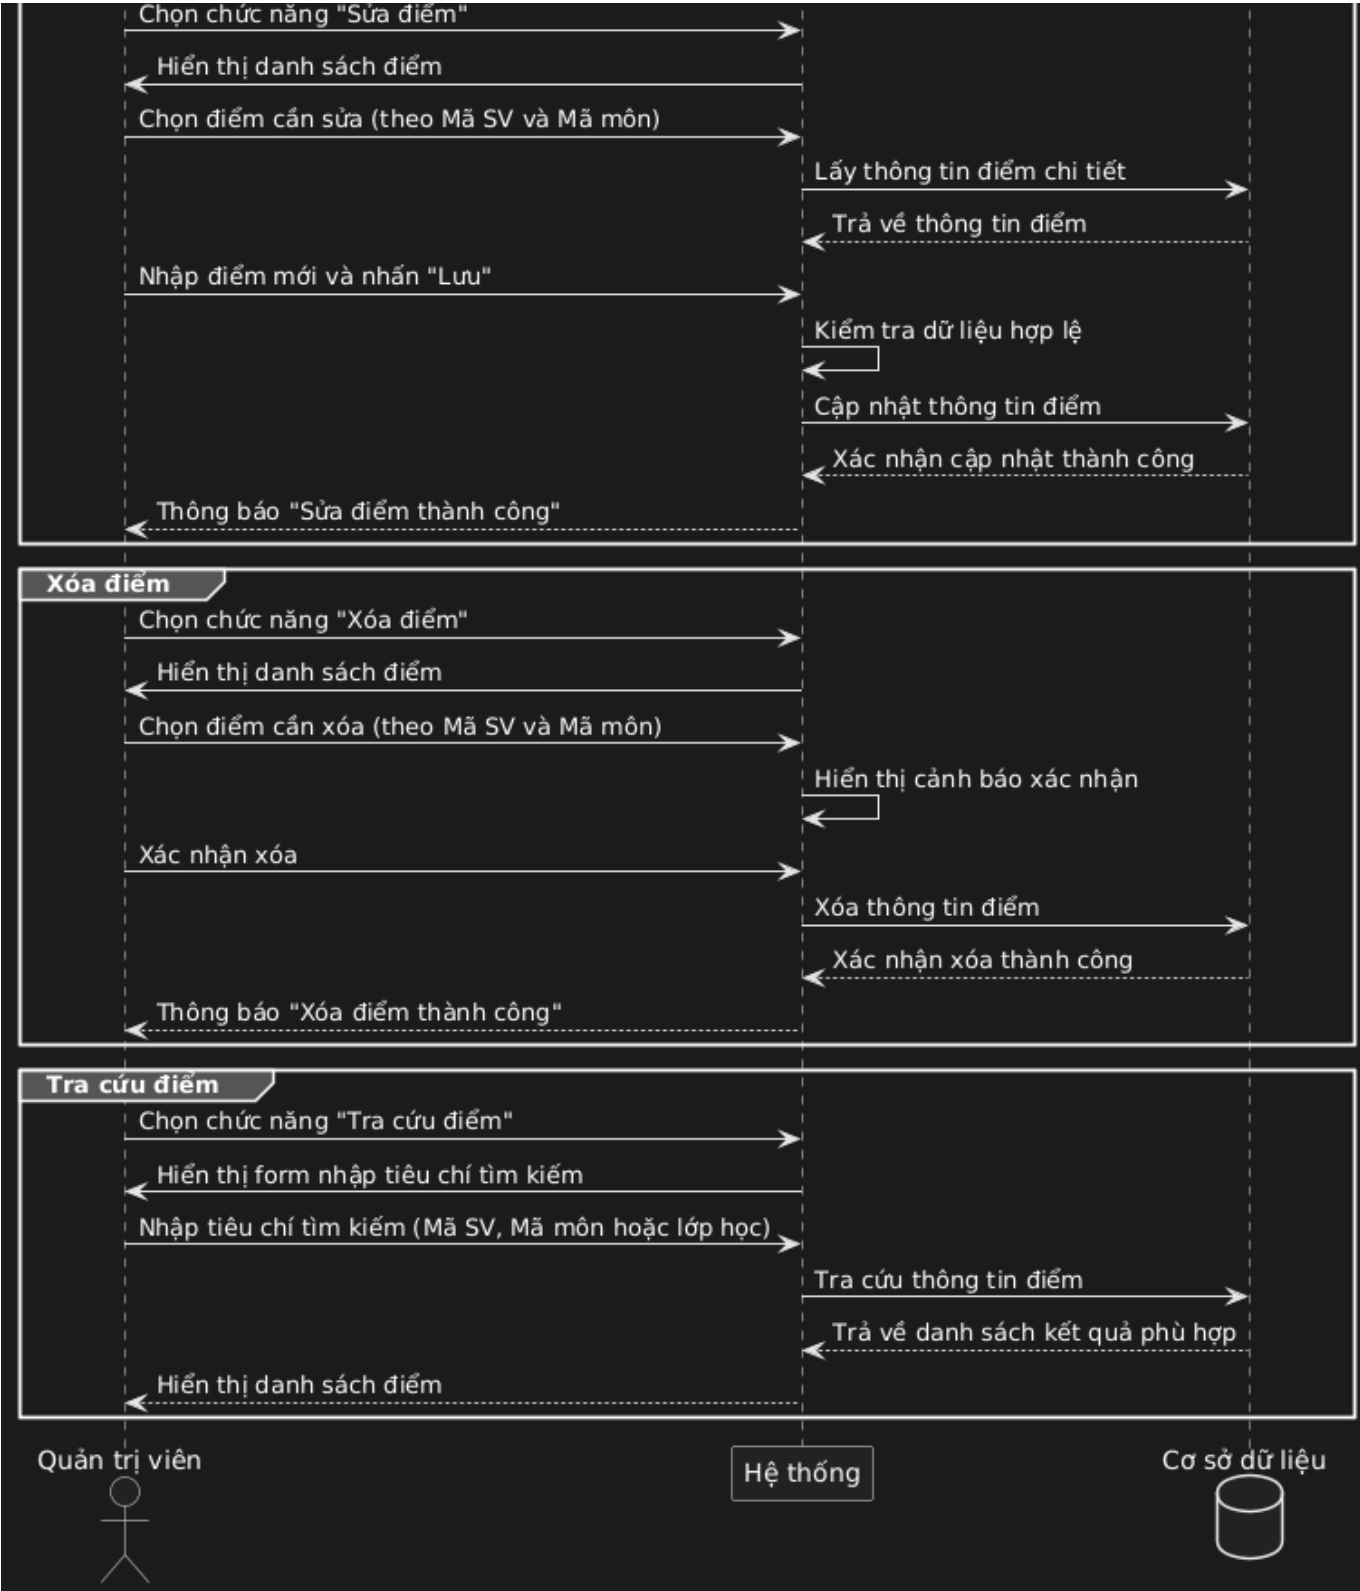 Chọn chức năng "Sửa điểm"
Hiển thị danh sách điểm
Chọn điểm cần sửa (theo Mã SV và Mã môn)
Lấy thông tin điểm chi tiết
Trả về thông tin điểm
Nhập điểm mới và nhấn "Lưu"
Kiểm tra dữ liệu hợp lệ
Cập nhật thông tin điểm
Xác nhận cập nhật thành công
Thông báo "Sửa điểm thành công"
Xóa điểm
Chọn chức năng "Xóa điểm"
Hiển thị danh sách điểm
Chọn điểm cần xóa (theo Mã SV và Mã môn)
Hiển thị cảnh báo xác nhận
Xác nhận xóa
Xóa thông tin điểm
Xác nhận xóa thành công
Thông báo "Xóa điểm thành công"
Tra cứu điểm
Chọn chức năng "Tra cứu điểm"
Hiển thị form nhập tiêu chí tìm kiếm
Nhập tiêu chí tìm kiếm (Mã SV, Mã môn hoặc lớp học)
Tra cứu thông tin điểm
Trả về danh sách kết quả phù hợp
Hiển thị danh sách điểm
Quản trị viên
Hệ thống
Cơ sở dữ liệu